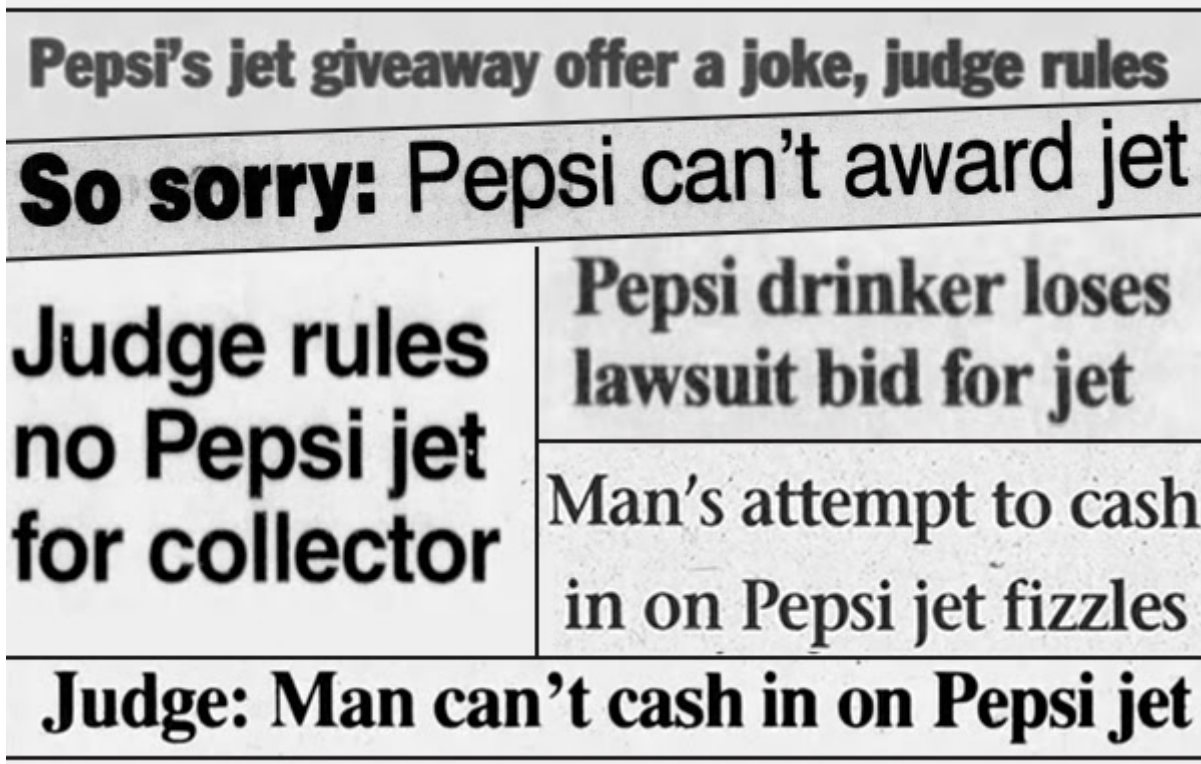 Pepsi's jet giveaway offer a joke, judge rules
So sorry: Pepsi can't award jet
Judge rules
no Pepsi jet
for collector
Pepsi drinker loses
lawsuit bid for jet
Man's attempt to cash
in on Pepsi jet fizzles
Judge: Man can't cash in on Pepsi jet